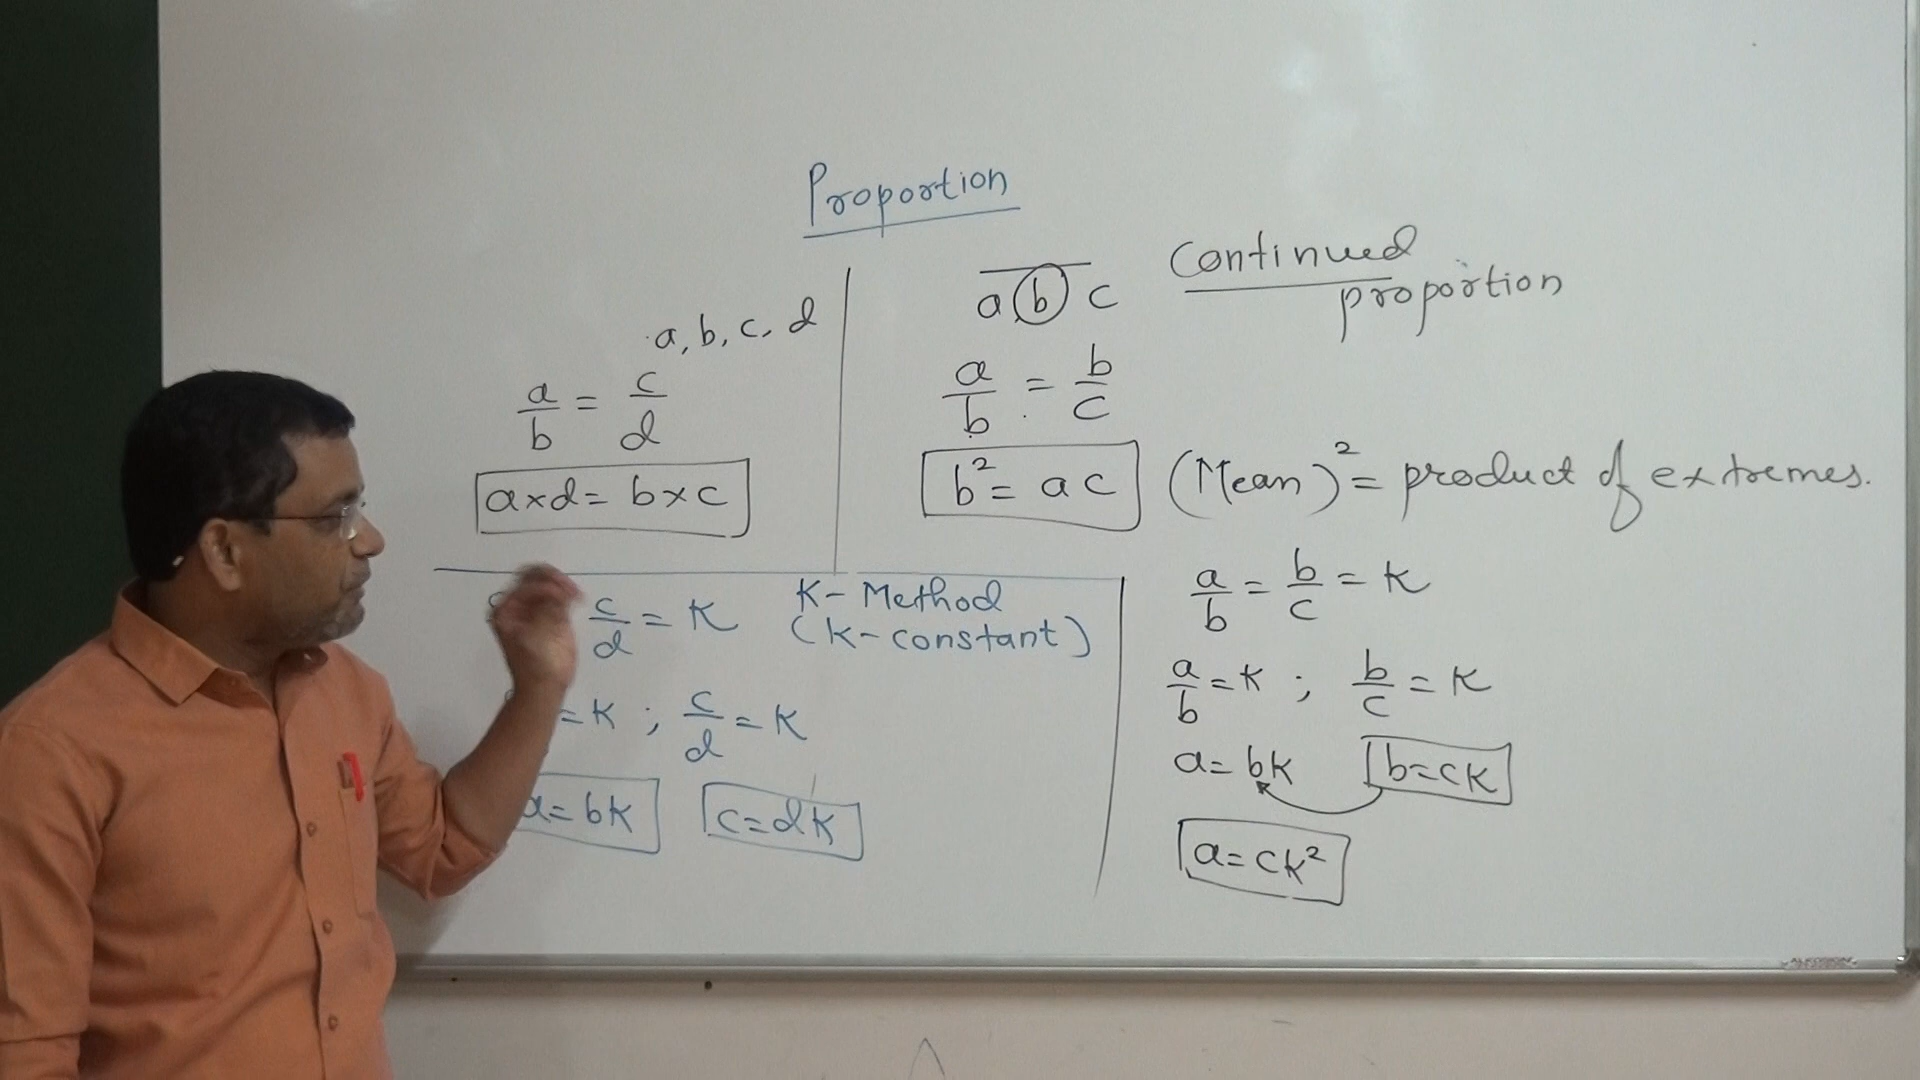 Proportion
a, b, c, d
a/b = c/d
a×d = b×c
a b c
Continued
proportion
a/b = b/c
b² = ac
(Mean)² = product of extremes.
c/d = K
K - Method
(K - constant)
= K ; c/d = K
a = bK
c = dK
a/b = b/c = K
a/b = K ; b/c = K
a = bK
b = cK
a = cK²